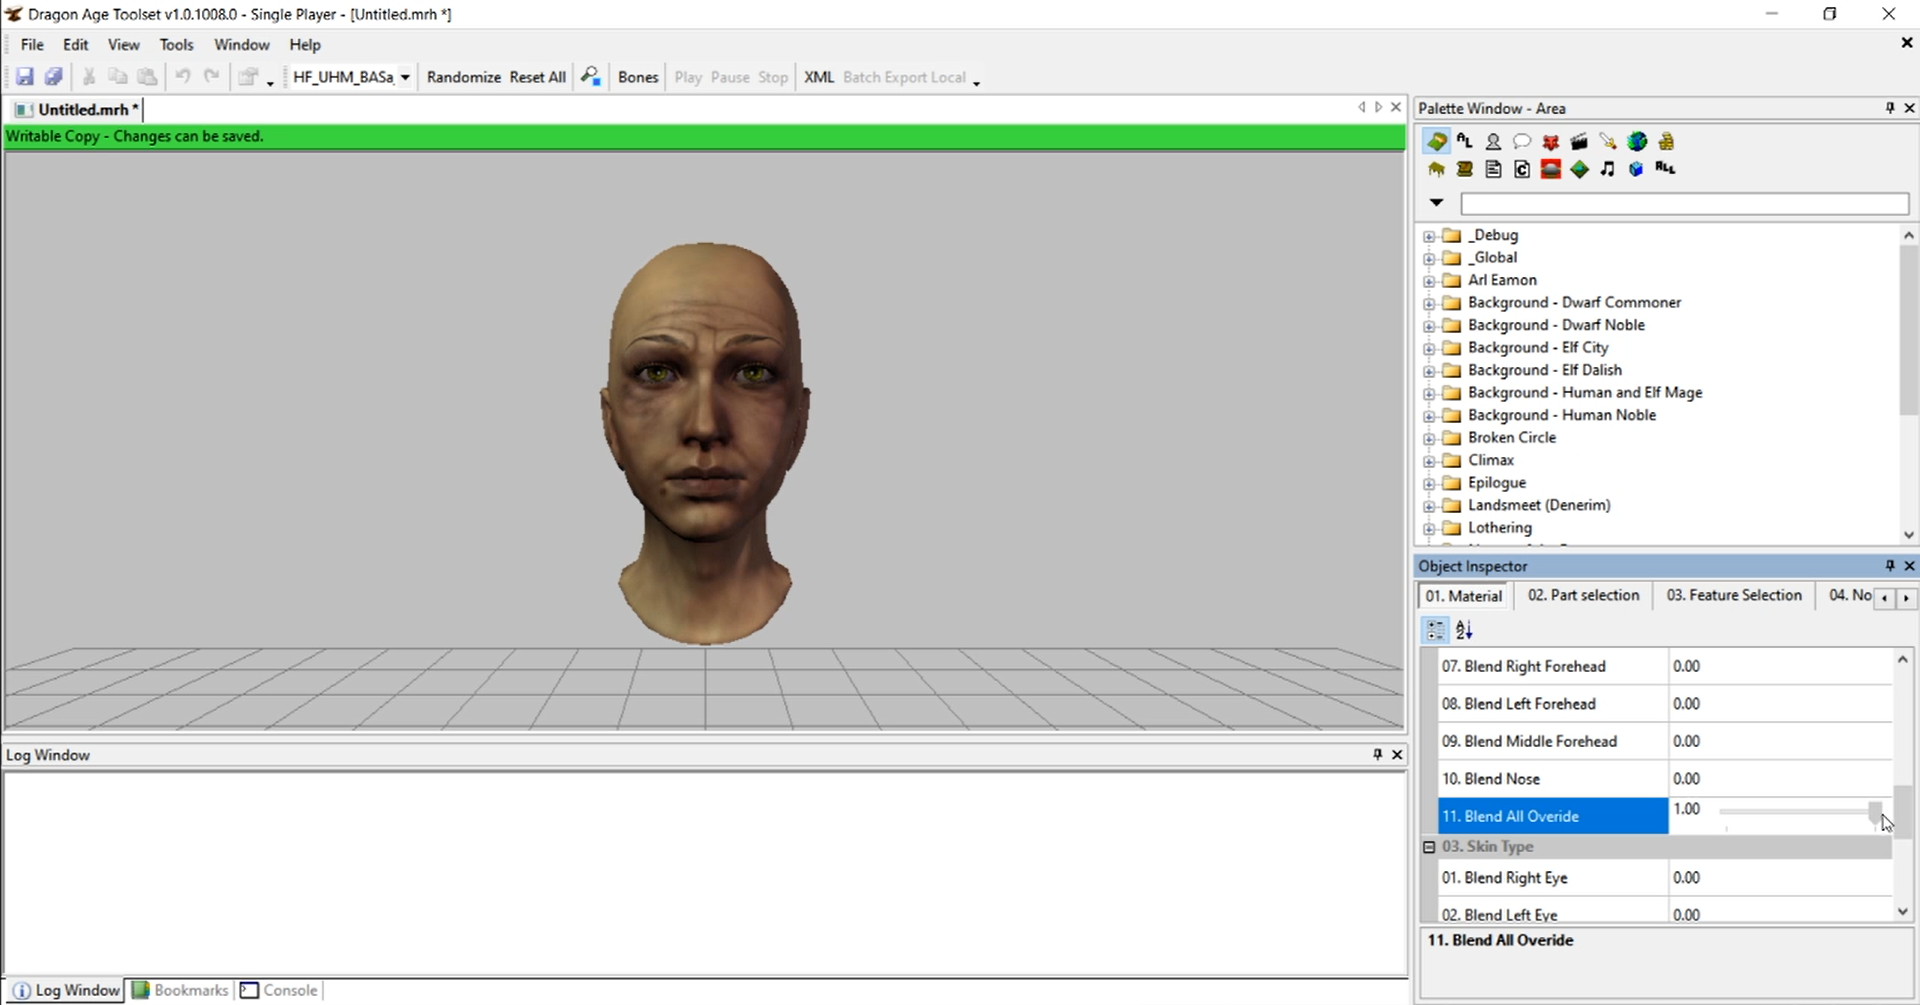 Dragon Age Toolset v1.0.1008.0 - Single Player - [Untitled.mrh *]
File Edit View Tools Window Help
HF_UHM_BASa Randomize Reset All Bones Play Pause Stop XML Batch Export Local
Untitled.mrh *
Writable Copy - Changes can be saved.
Palette Window - Area
AL
C ALL
_Debug
_Global
Arl Eamon
Background - Dwarf Commoner
Background - Dwarf Noble
Background - Elf City
Background - Elf Dalish
Background - Human and Elf Mage
Background - Human Noble
Broken Circle
Climax
Epilogue
Landsmeet (Denerim)
Lothering
Object Inspector
01. Material 02. Part selection 03. Feature Selection 04. No
07. Blend Right Forehead 0.00
08. Blend Left Forehead 0.00
09. Blend Middle Forehead 0.00
10. Blend Nose 0.00
11. Blend All Overide 1.00
03. Skin Type
01. Blend Right Eye 0.00
02. Blend Left Eye 0.00
11. Blend All Overide
Log Window
Log Window Bookmarks Console